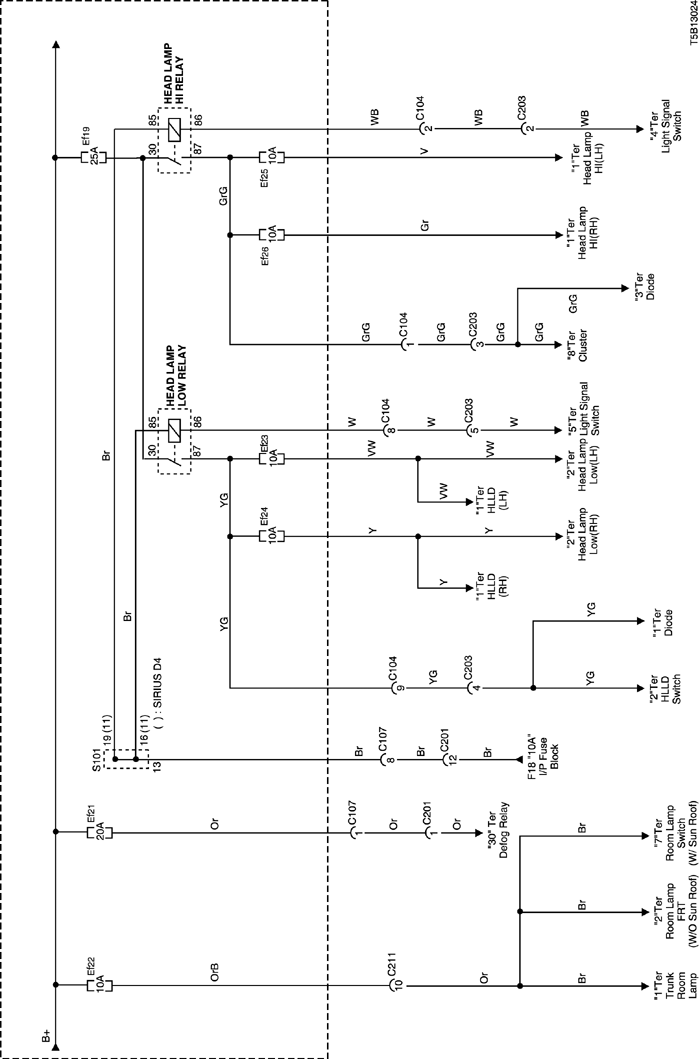 T5B13024
B+
Ef19
25A
HEAD LAMP
HI RELAY
85
86
30
87
WB
C104
2
WB
C203
2
WB
"4"Ter
Light Signal
Switch
Ef25
10A
V
"1"Ter
Head Lamp
HI(LH)
GrG
Ef26
10A
Gr
"1"Ter
Head Lamp
HI(RH)
GrG
C104
1
GrG
C203
3
GrG
GrG
"3"Ter
Diode
"8"Ter
Cluster
Br
HEAD LAMP
LOW RELAY
85
86
30
87
W
C104
8
W
C203
5
W
"5"Ter
Light Signal
Switch
Ef23
10A
VW
VW
"2"Ter
Head Lamp
Low(LH)
VW
"1"Ter
HLLD
(LH)
YG
Ef24
10A
Y
Y
"2"Ter
Head Lamp
Low(RH)
Y
"1"Ter
HLLD
(RH)
Br
YG
C104
9
YG
C203
4
YG
"1"Ter
Diode
YG
"2"Ter
HLLD
Switch
S101
19 (11)
16 (11)
( ) : SIRIUS D4
13
Br
C107
8
Br
C201
12
Br
F18 "10A"
I/P Fuse
Block
Ef21
20A
Or
C107
1
Or
C201
1
Or
"30" Ter
Defog Relay
Ef22
10A
OrB
C211
10
Or
Br
"7"Ter
Room Lamp
Switch
(W/ Sun Roof)
Br
"2"Ter
Room Lamp
FRT
(W/O Sun Roof)
Br
"1"Ter
Trunk
Room
Lamp